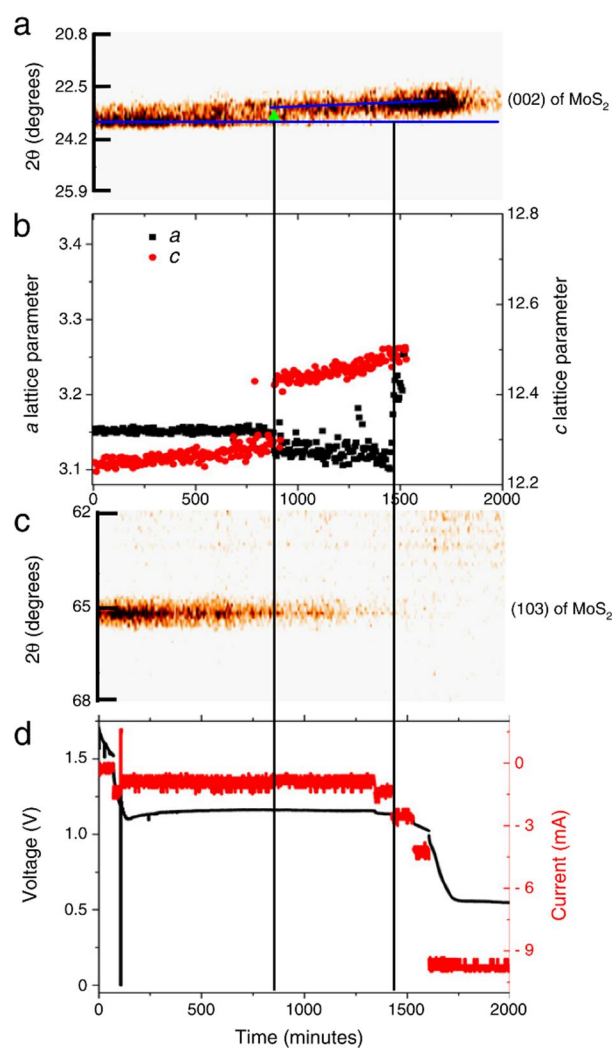 a
20.8
22.5
24.2
25.9
2θ (degrees)
(002) of MoS2
b
a
c
3.4
3.3
3.2
3.1
a lattice parameter
12.8
12.6
12.4
12.2
c lattice parameter
0 500 1000 1500 2000
c
62
65
68
2θ (degrees)
(103) of MoS2
d
1.5
1.0
0.5
0
Voltage (V)
0
-3
-6
-9
Current (mA)
0 500 1000 1500 2000
Time (minutes)